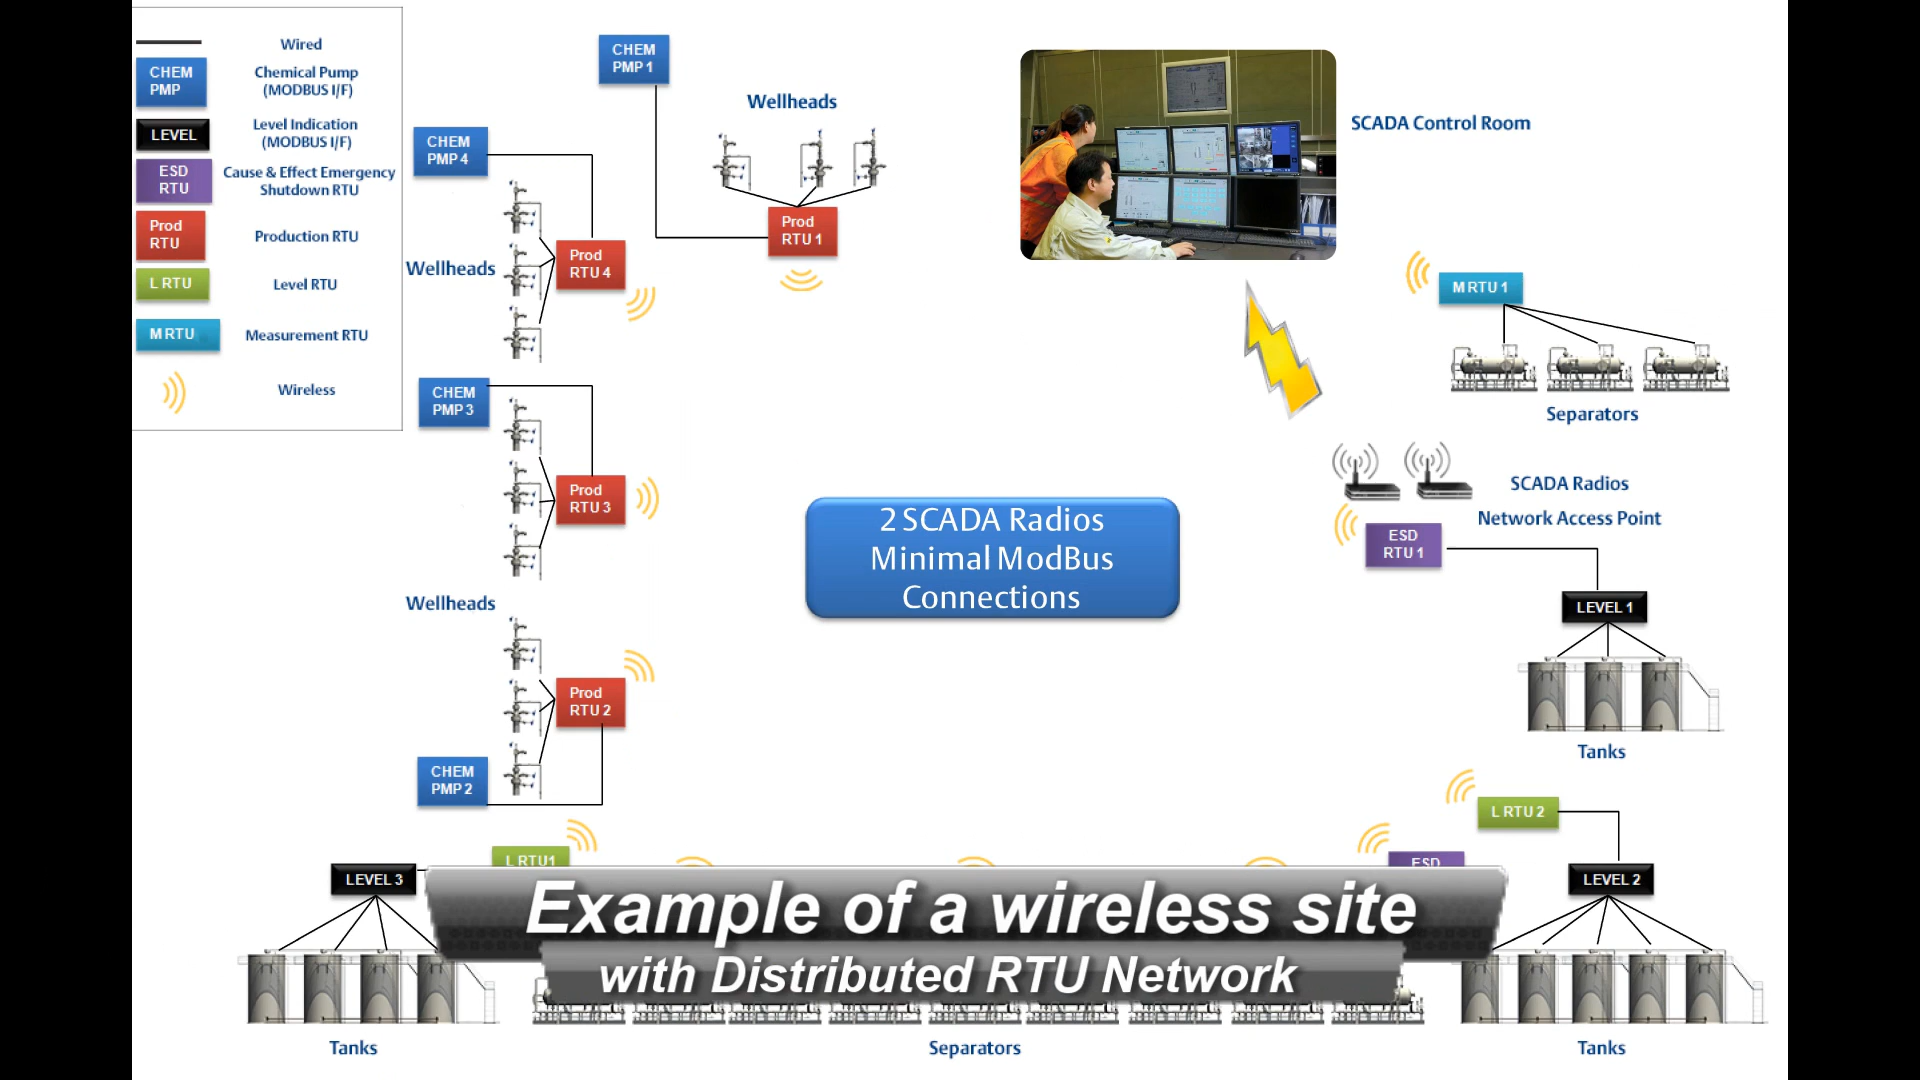 Wired
CHEM
PMP
Chemical Pump
(MODBUS I/F)
LEVEL
Level Indication
(MODBUS I/F)
ESD
RTU
Cause & Effect Emergency
Shutdown RTU
Prod
RTU
Production RTU
L RTU
Level RTU
M RTU
Measurement RTU
Wireless
CHEM
PMP 1
Wellheads
Prod
RTU 1
CHEM
PMP 4
Wellheads
Prod
RTU 4
CHEM
PMP 3
Prod
RTU 3
Wellheads
Prod
RTU 2
CHEM
PMP 2
SCADA Control Room
M RTU 1
Separators
SCADA Radios
Network Access Point
ESD
RTU 1
LEVEL 1
Tanks
2 SCADA Radios
Minimal ModBus
Connections
L RTU 2
LEVEL 2
Tanks
L RTU1
LEVEL 3
Tanks
ESD
Separators
Example of a wireless site
with Distributed RTU Network